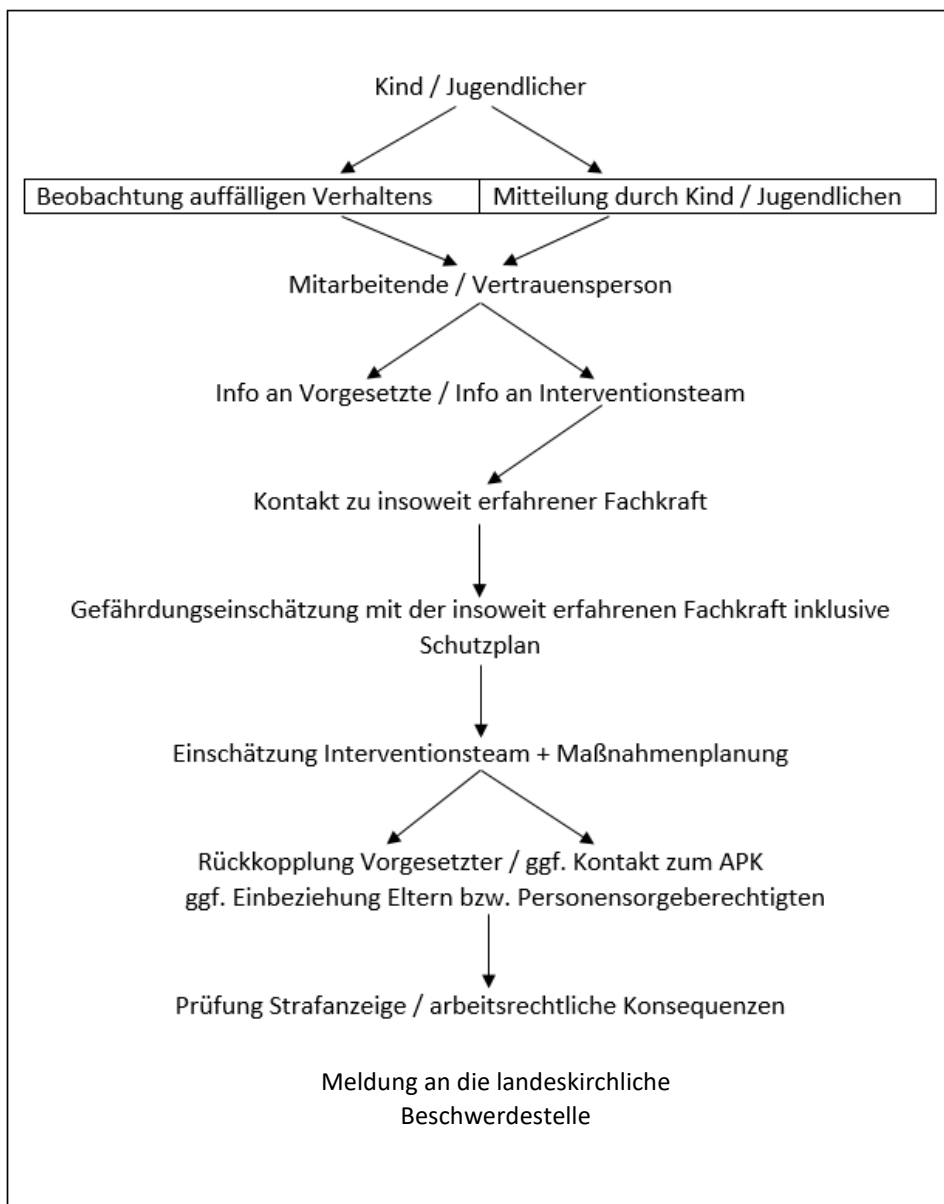 Kind / Jugendlicher
Beobachtung auffälligen Verhaltens
Mitteilung durch Kind / Jugendlichen
Mitarbeitende / Vertrauensperson
Info an Vorgesetzte / Info an Interventionsteam
Kontakt zu insoweit erfahrener Fachkraft
Gefährdungseinschätzung mit der insoweit erfahrenen Fachkraft inklusive
Schutzplan
Einschätzung Interventionsteam + Maßnahmenplanung
Rückkopplung Vorgesetzter / ggf. Kontakt zum APK
ggf. Einbeziehung Eltern bzw. Personensorgeberechtigten
Prüfung Strafanzeige / arbeitsrechtliche Konsequenzen
Meldung an die landeskirchliche
Beschwerdestelle